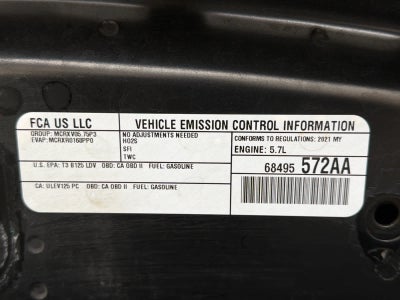 FCA US LLC
VEHICLE EMISSION CONTROL INFORMATION
GROUP: MCRXV05.75P3
EVAP: MCRXR0160PP0
NO ADJUSTMENTS NEEDED
HO2S
SFI
TWC
CONFORMS TO REGULATIONS: 2021 MY
ENGINE: 5.7L
68495 572AA
U.S. EPA: T3 B125 LDV OBD: CA OBD II FUEL: GASOLINE
CA: ULEV125 PC OBD: CA OBD II FUEL: GASOLINE